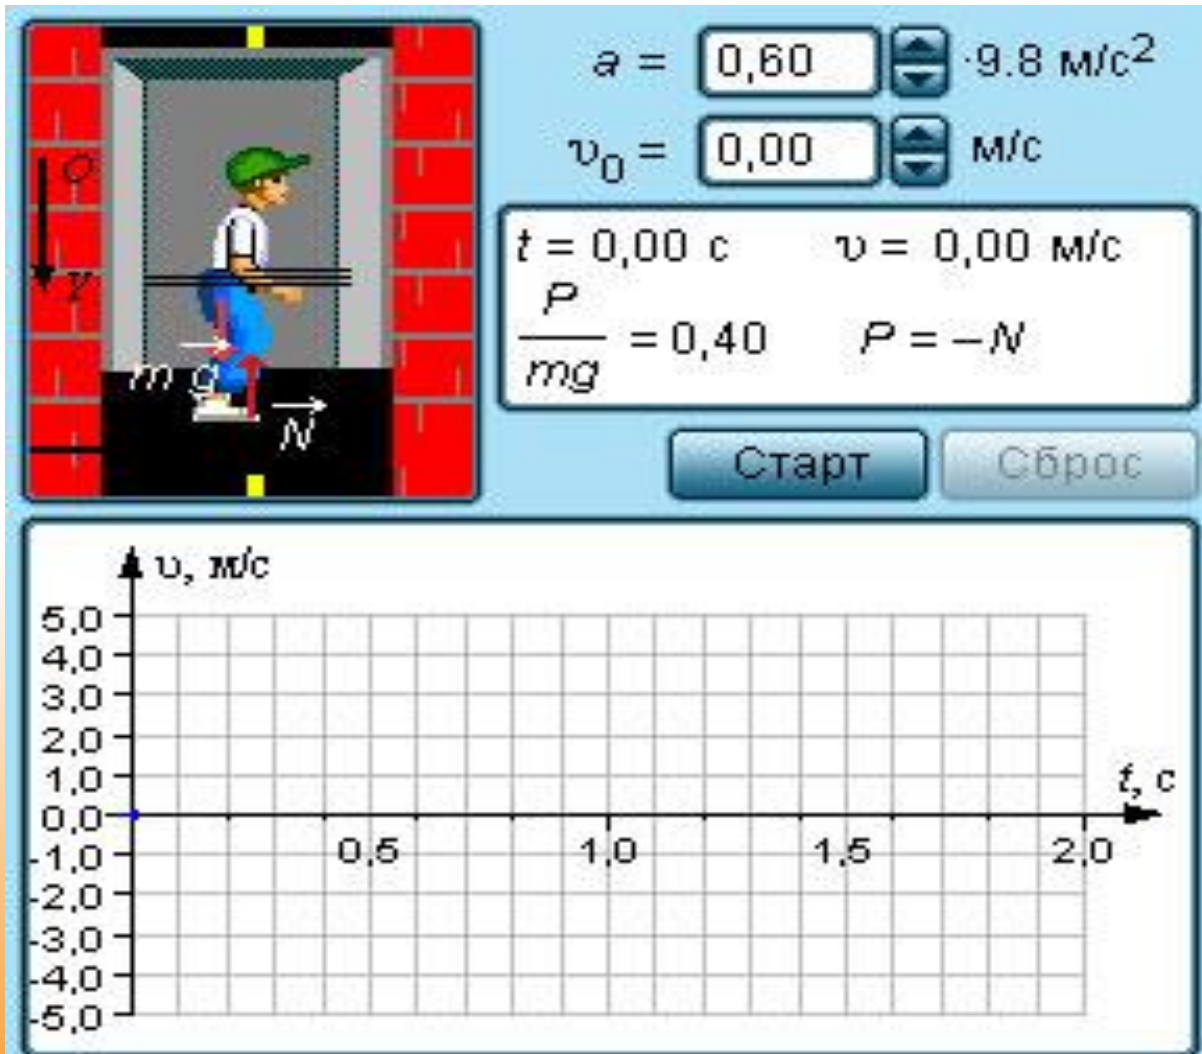 a = 0,60 ·9.8 м/с²
υ₀ = 0,00 м/с
O
Y
m g
N
t = 0,00 с υ = 0,00 м/с
P
mg
= 0,40 P = −N
Старт Сброс
υ, м/с
5,0
4,0
3,0
2,0
1,0
0,0
-1,0
-2,0
-3,0
-4,0
-5,0
0,5 1,0 1,5 2,0
t, с